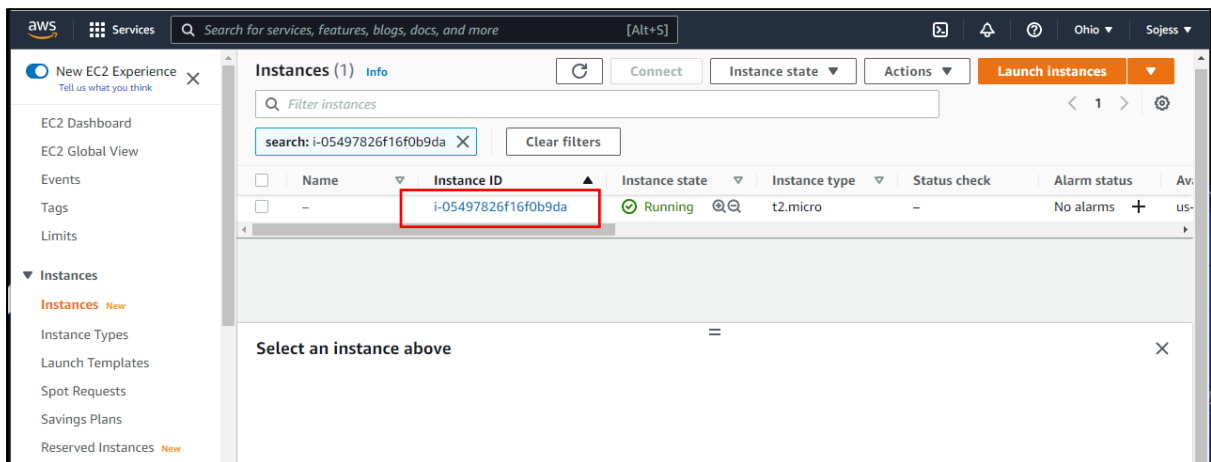 aws Services Search for services, features, blogs, docs, and more [Alt+S] Ohio Sojess
New EC2 Experience
Tell us what you think
EC2 Dashboard
EC2 Global View
Events
Tags
Limits
Instances
Instances New
Instance Types
Launch Templates
Spot Requests
Savings Plans
Reserved Instances New
Instances (1) Info Connect Instance state Actions Launch instances
Filter instances 1
search: i-05497826f16f0b9da Clear filters
Name Instance ID Instance state Instance type Status check Alarm status Av
– i-05497826f16f0b9da Running t2.micro – No alarms us-
Select an instance above